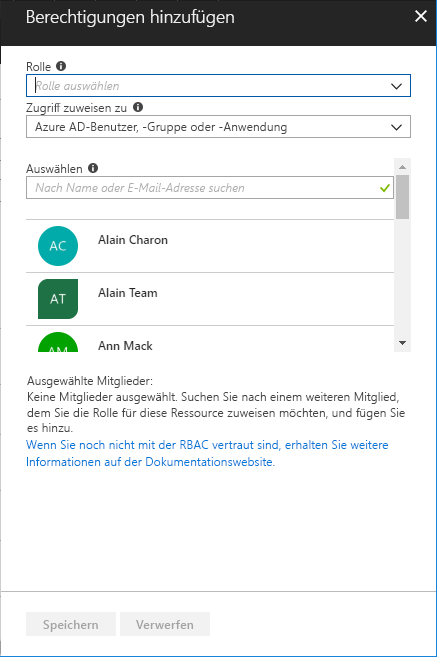 Berechtigungen hinzufügen
Rolle
Rolle auswählen
Zugriff zuweisen zu
Azure AD-Benutzer, -Gruppe oder -Anwendung
Auswählen
Nach Name oder E-Mail-Adresse suchen
AC Alain Charon
AT Alain Team
AM Ann Mack
Ausgewählte Mitglieder:
Keine Mitglieder ausgewählt. Suchen Sie nach einem weiteren Mitglied,
dem Sie die Rolle für diese Ressource zuweisen möchten, und fügen Sie
es hinzu.
Wenn Sie noch nicht mit der RBAC vertraut sind, erhalten Sie weitere
Informationen auf der Dokumentationswebsite.
Speichern Verwerfen